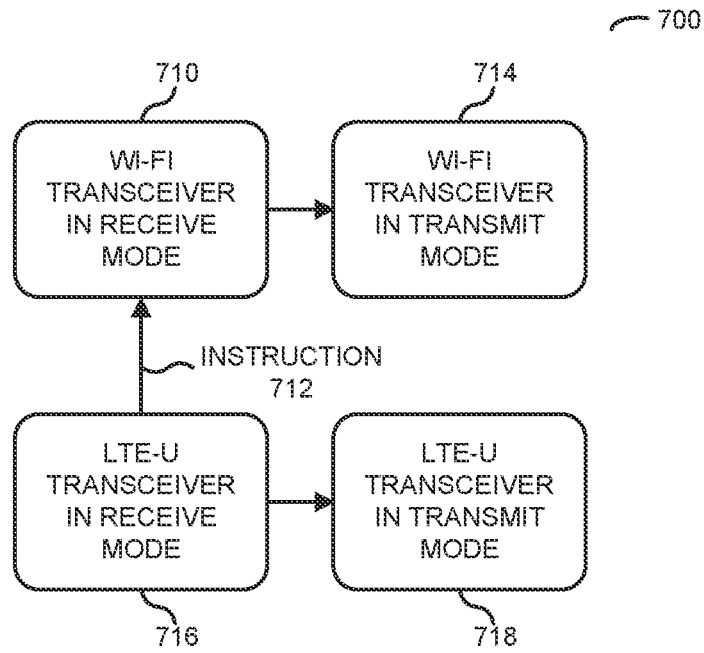 700
710
714
WI-FI
TRANSCEIVER
IN RECEIVE
MODE
WI-FI
TRANSCEIVER
IN TRANSMIT
MODE
INSTRUCTION
712
LTE-U
TRANSCEIVER
IN RECEIVE
MODE
LTE-U
TRANSCEIVER
IN TRANSMIT
MODE
716
718